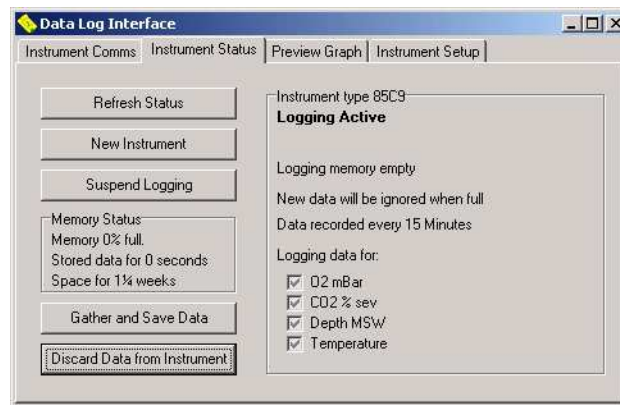 Data Log Interface
Instrument Comms
Instrument Status
Preview Graph
Instrument Setup
Refresh Status
New Instrument
Suspend Logging
Memory Status
Memory 0% full.
Stored data for 0 seconds
Space for 1¼ weeks
Gather and Save Data
Discard Data from Instrument
Instrument type 85C9
Logging Active
Logging memory empty
New data will be ignored when full
Data recorded every 15 Minutes
Logging data for:
O2 mBar
CO2 % sev
Depth MSW
Temperature